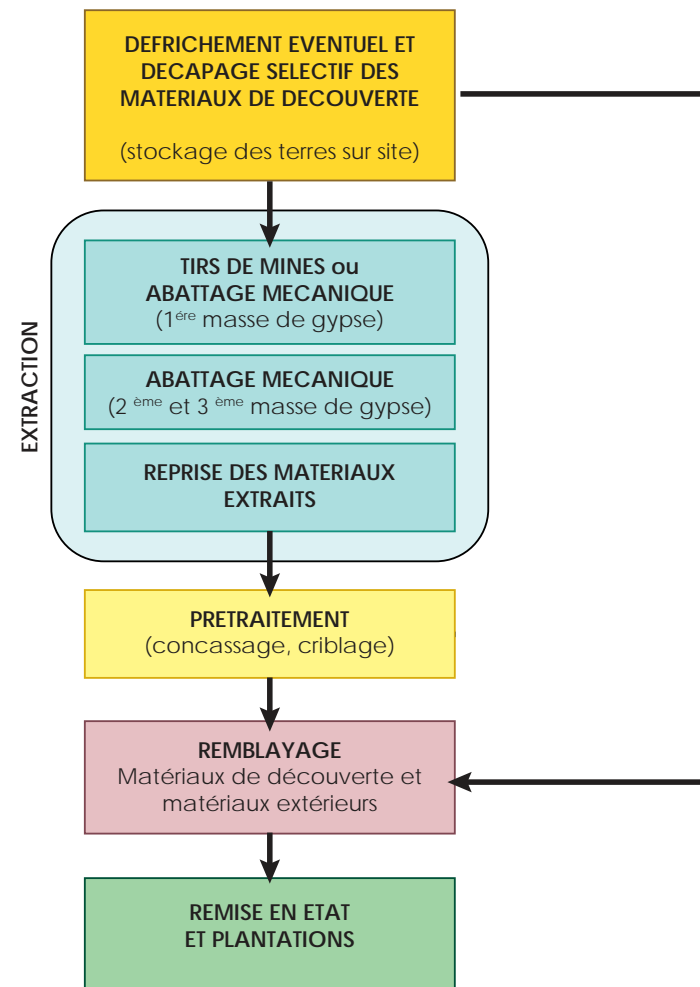 DEFRICHEMENT EVENTUEL ET
DECAPAGE SELECTIF DES
MATERIAUX DE DECOUVERTE
(stockage des terres sur site)
EXTRACTION
TIRS DE MINES ou
ABATTAGE MECANIQUE
(1ére masse de gypse)
ABATTAGE MECANIQUE
(2 ème et 3 ème masse de gypse)
REPRISE DES MATERIAUX
EXTRAITS
PRETRAITEMENT
(concassage, criblage)
REMBLAYAGE
Matériaux de découverte et
matériaux extérieurs
REMISE EN ETAT
ET PLANTATIONS